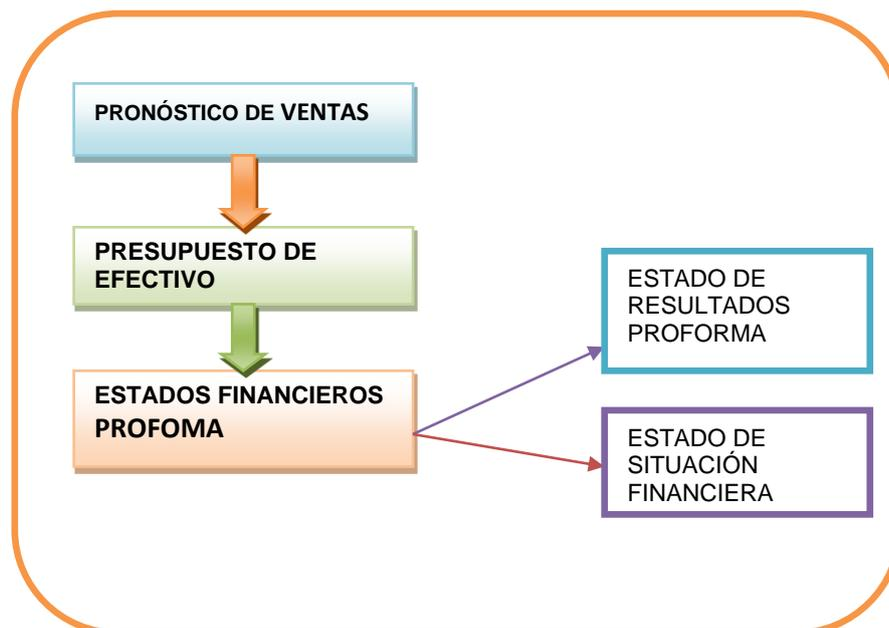 PRONÓSTICO DE VENTAS
PRESUPUESTO DE
EFECTIVO
ESTADOS FINANCIEROS
PROFOMA
ESTADO DE
RESULTADOS
PROFORMA
ESTADO DE
SITUACIÓN
FINANCIERA